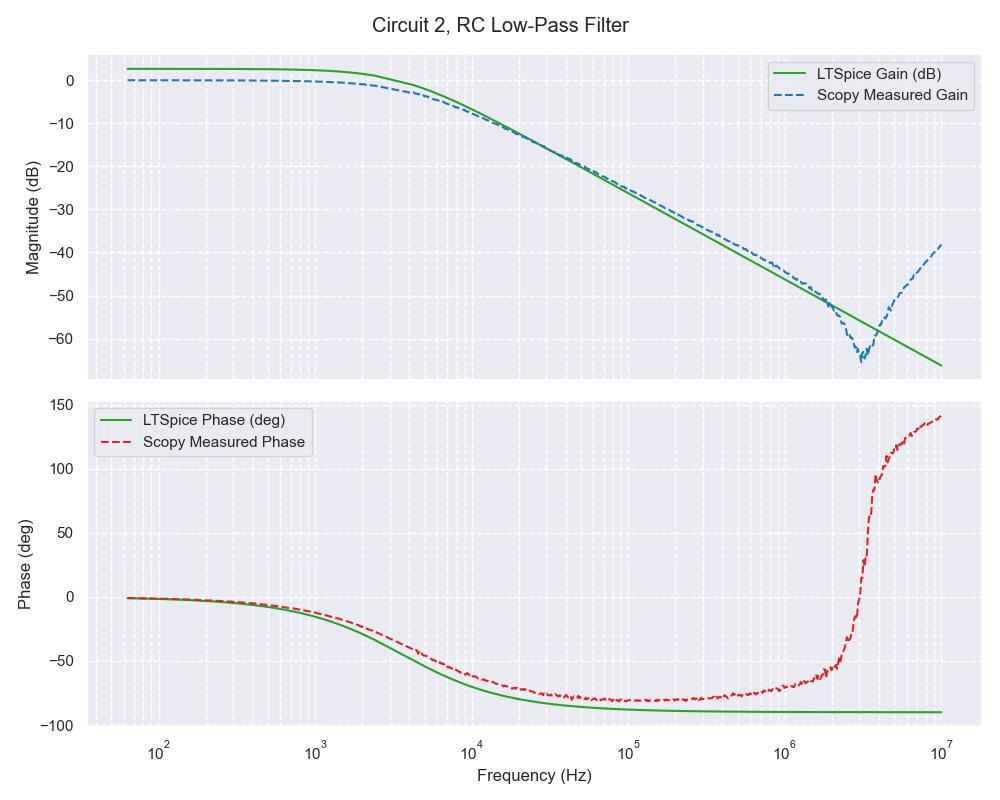 Circuit 2, RC Low-Pass Filter
LTSpice Gain (dB)
Scopy Measured Gain
Magnitude (dB)
0
−10
−20
−30
−40
−50
−60
LTSpice Phase (deg)
Scopy Measured Phase
Phase (deg)
150
100
50
0
−50
−100
10² 10³ 10⁴ 10⁵ 10⁶ 10⁷
Frequency (Hz)